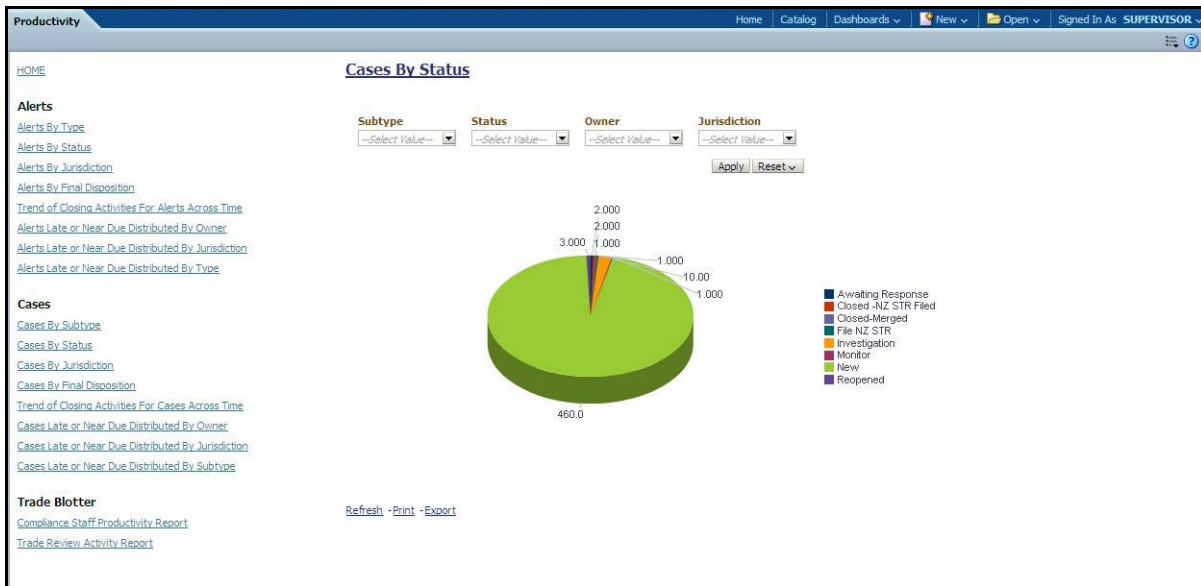 Productivity
Home Catalog Dashboards New Open Signed In As SUPERVISOR
HOME
Alerts
Alerts By Type
Alerts By Status
Alerts By Jurisdiction
Alerts By Final Disposition
Trend of Closing Activities For Alerts Across Time
Alerts Late or Near Due Distributed By Owner
Alerts Late or Near Due Distributed By Jurisdiction
Alerts Late or Near Due Distributed By Type
Cases
Cases By Subtype
Cases By Status
Cases By Jurisdiction
Cases By Final Disposition
Trend of Closing Activities For Cases Across Time
Cases Late or Near Due Distributed By Owner
Cases Late or Near Due Distributed By Jurisdiction
Cases Late or Near Due Distributed By Subtype
Trade Blotter
Compliance Staff Productivity Report
Trade Review Activity Report
Cases By Status
Subtype Status Owner Jurisdiction
--Select Value-- --Select Value-- --Select Value-- --Select Value--
Apply Reset
2.000
2.000
3.000 1.000
1.000
10.00
1.000
460.0
Awaiting Response
Closed -NZ STR Filed
Closed-Merged
File NZ STR
Investigation
Monitor
New
Reopened
Refresh -Print -Export